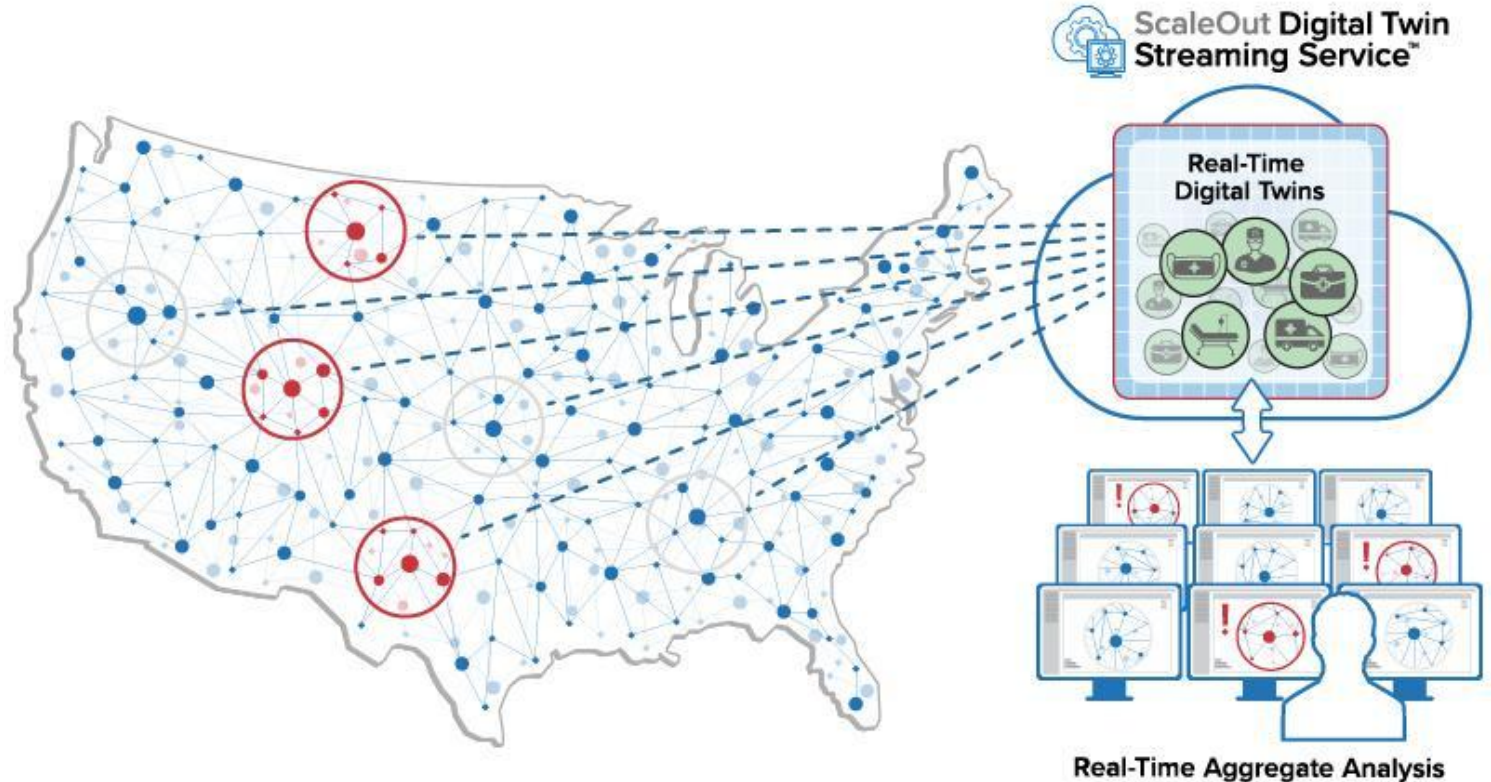 ScaleOut Digital Twin
Streaming Service™
Real-Time
Digital Twins
!
!
!
Real-Time Aggregate Analysis